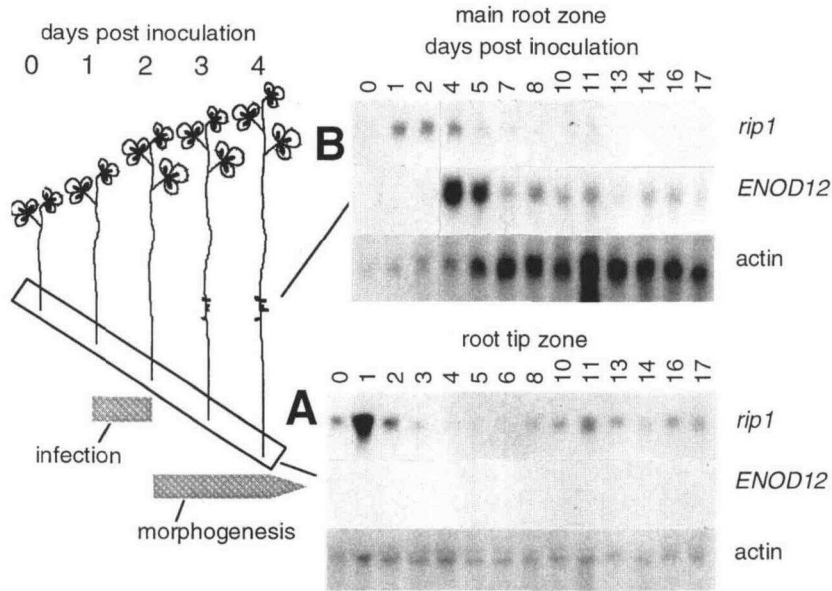 days post inoculation
0 1 2 3 4
infection
morphogenesis
B
main root zone
days post inoculation
0 1 2 4 5 7 8 10 11 13 14 16 17
rip1
ENOD12
actin
A
root tip zone
0 1 2 3 4 5 6 8 10 11 13 14 16 17
rip1
ENOD12
actin